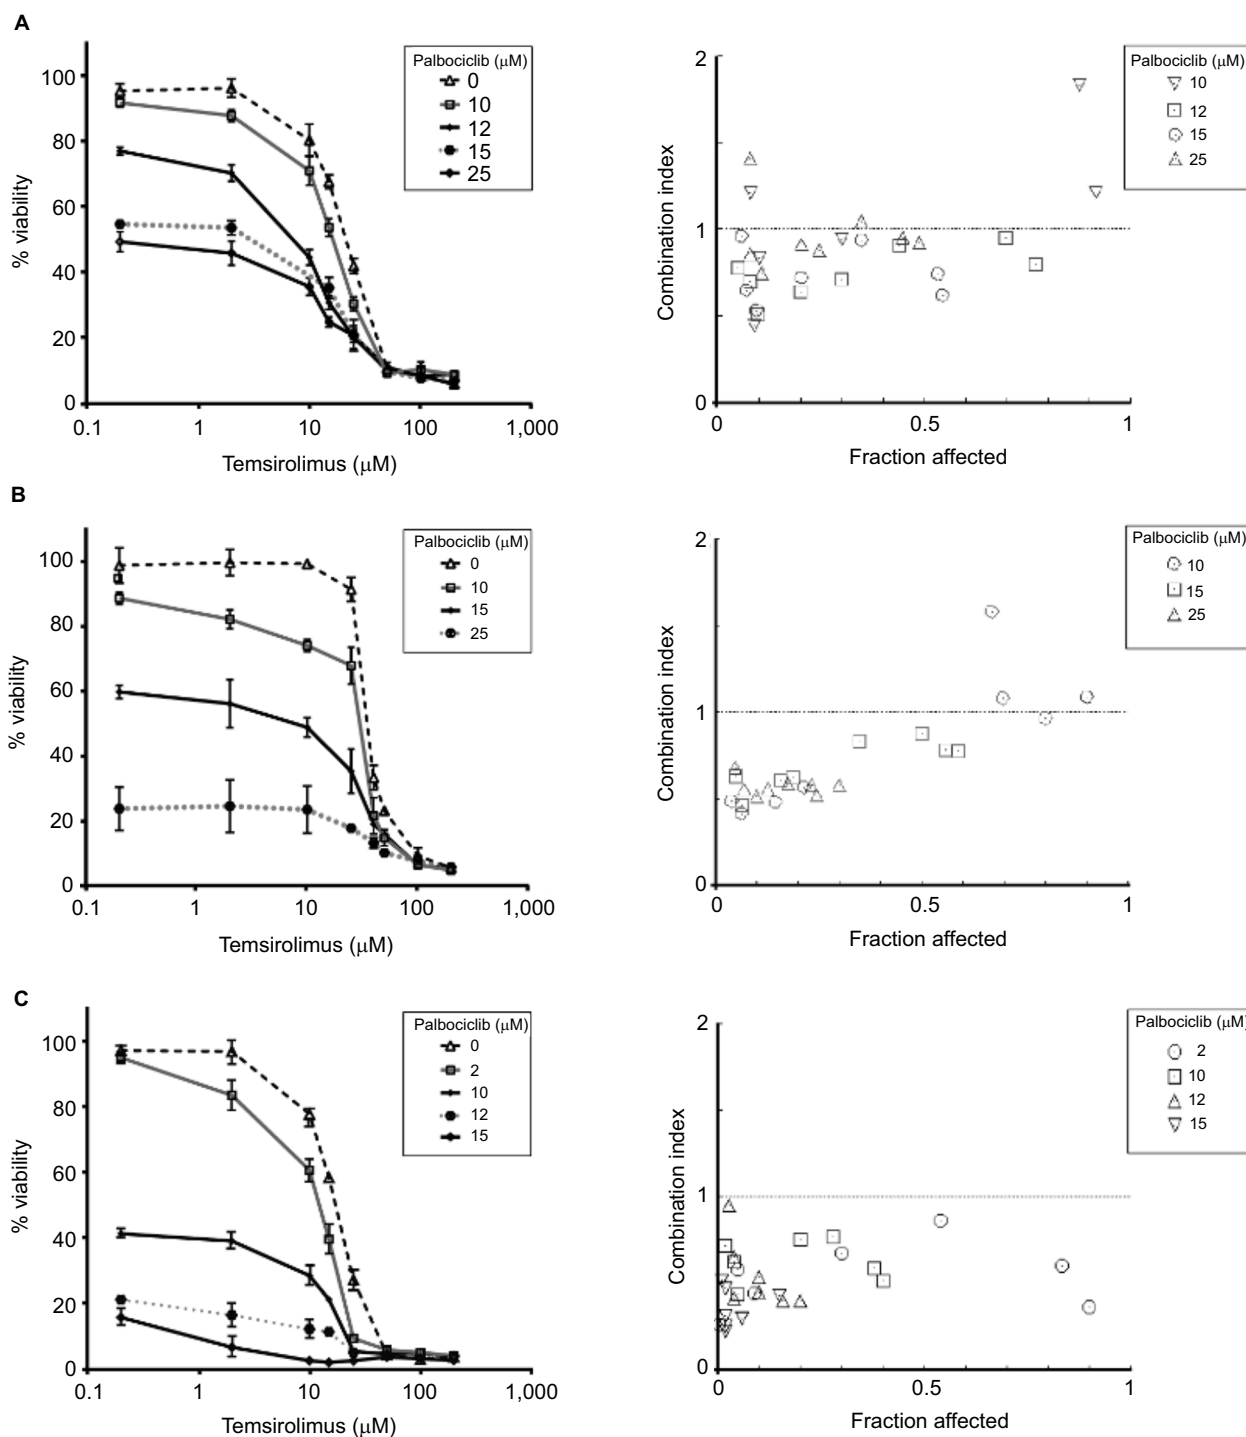 A
Palbociclib (μM)
0
10
12
15
25
100
80
60
40
20
0
% viability
0.1 1 10 100 1,000
Temsirolimus (μM)
2
1
0
Combination index
0 0.5 1
Fraction affected
Palbociclib (μM)
10
12
15
25
B
Palbociclib (μM)
0
10
15
25
100
80
60
40
20
0
% viability
0.1 1 10 100 1,000
Temsirolimus (μM)
2
1
0
Combination index
0 0.5 1
Fraction affected
Palbociclib (μM)
10
15
25
C
Palbociclib (μM)
0
2
10
12
15
100
80
60
40
20
0
% viability
0.1 1 10 100 1,000
Temsirolimus (μM)
2
1
0
Combination index
0 0.5 1
Fraction affected
Palbociclib (μM)
2
10
12
15